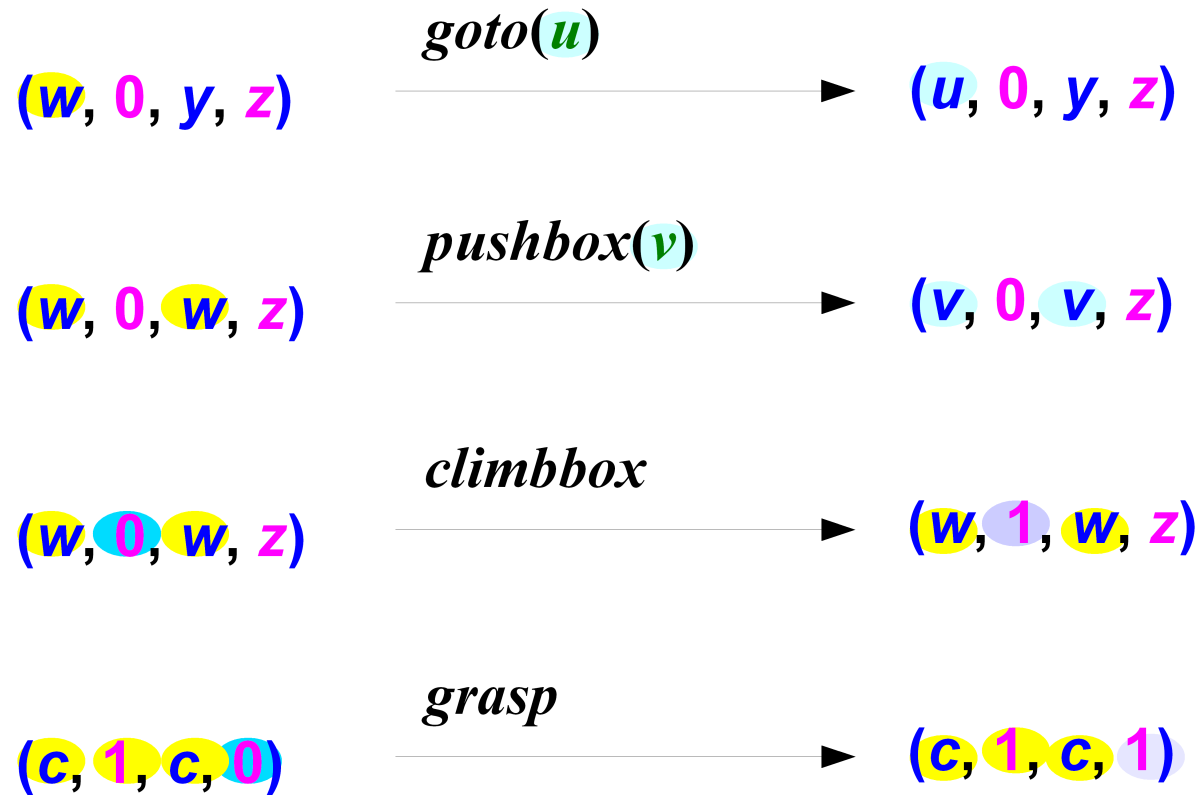 goto(u)
(w, 0, y, z) (u, 0, y, z)
pushbox(v)
(w, 0, w, z) (v, 0, v, z)
climbbox
(w, 0, w, z) (w, 1, w, z)
grasp
(c, 1, c, 0) (c, 1, c, 1)